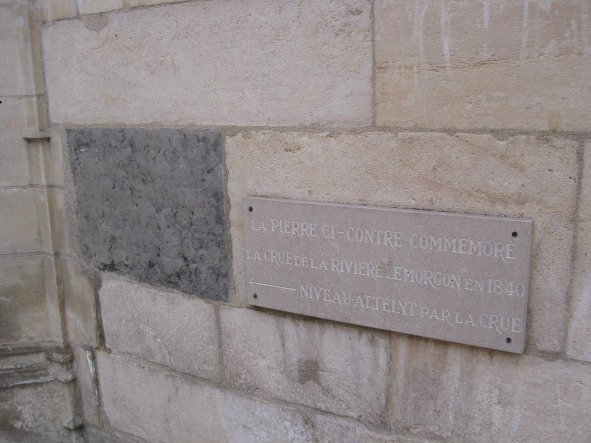 LA PIERRE CI-CONTRE COMMEMORE
LA CRUE DE LA RIVIERE LE MORGON EN 1840
← NIVEAU ATTEINT PAR LA CRUE